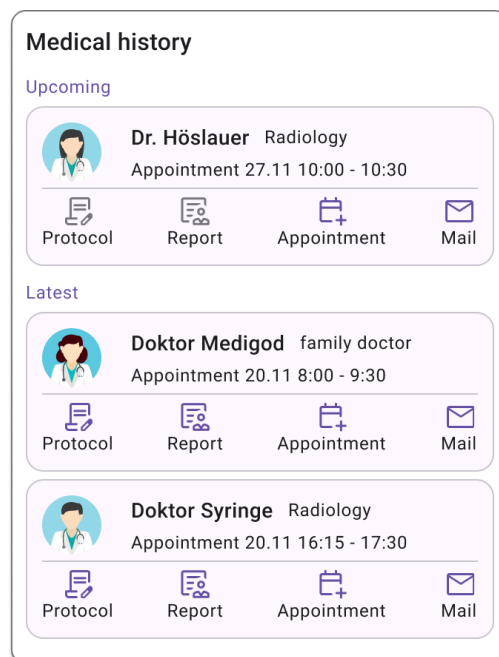 Medical history
Upcoming
Dr. Höslauer Radiology
Appointment 27.11 10:00 - 10:30
Protocol Report Appointment Mail
Latest
Doktor Medigod family doctor
Appointment 20.11 8:00 - 9:30
Protocol Report Appointment Mail
Doktor Syringe Radiology
Appointment 20.11 16:15 - 17:30
Protocol Report Appointment Mail